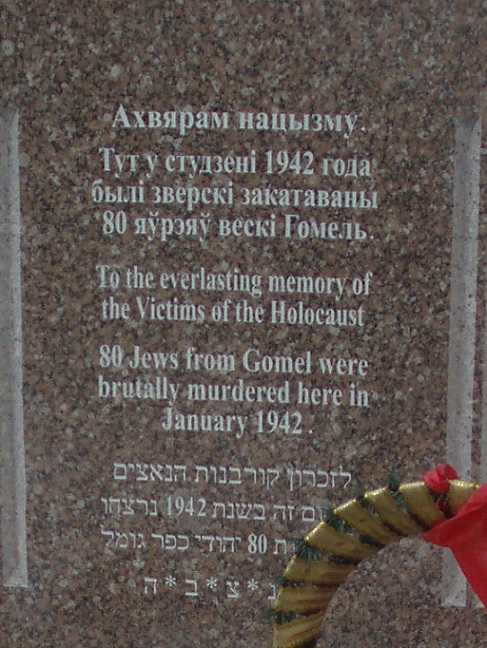 Ахвярам нацызму.
Тут у студзені 1942 года
былі зверскі закатаваны
80 яўрэяў вескі Гомель.
To the everlasting memory of
the Victims of the Holocaust
80 Jews from Gomel were
brutally murdered here in
January 1942.
לזכרון קורבנות הנאצים
זה בשנת 1942 נרצחו
80 יהודי כפר גומל
צ * ב * ה